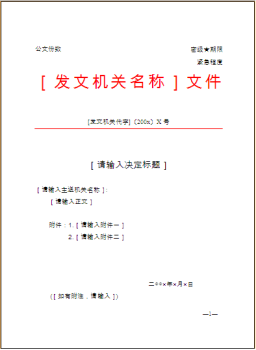 公文份数 密级★期限
紧急程度
[ 发文机关名称 ] 文件
[发文机关代字]〔200x〕X 号
[ 请输入决定标题 ]
[ 请输入主送机关名称 ]:
[ 请输入正文 ]
附件：1.[ 请输入附件一 ]
2.[ 请输入附件二 ]
二○○×年×月×日
（[ 如有附注，请输入 ]）
—1—